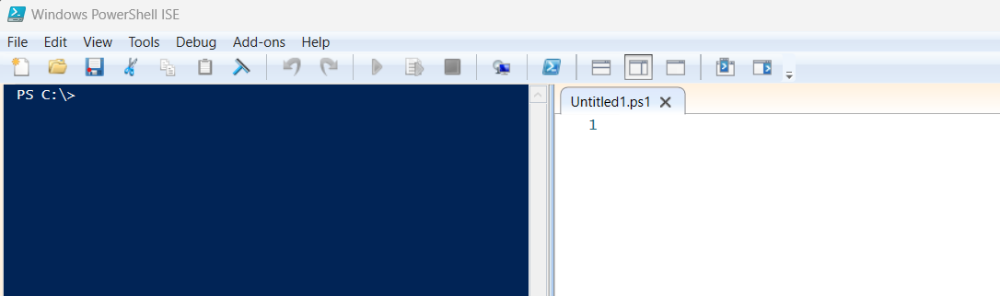 Windows PowerShell ISE
File Edit View Tools Debug Add-ons Help
PS C:\>
Untitled1.ps1
1